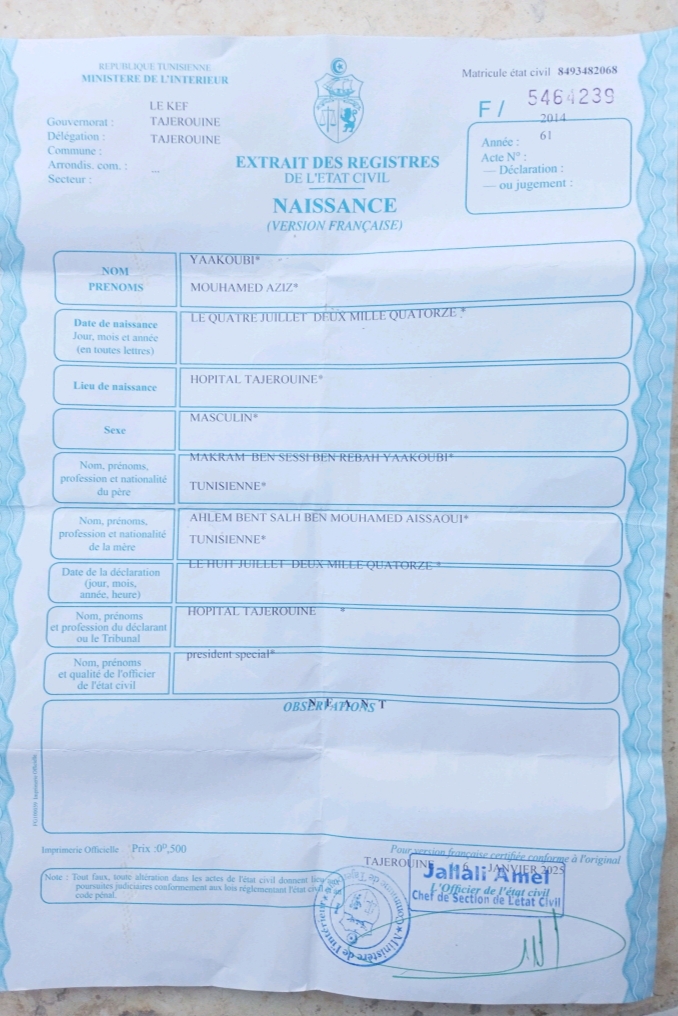 REPUBLIQUE TUNISIENNE
MINISTERE DE L'INTERIEUR
Matricule état civil 8493482068
F / 5464239
LE KEF
Gouvernorat : TAJEROUINE
Délégation : TAJEROUINE
Commune :
Arrondis. com. : ...
Secteur :
2014
Année : 61
Acte N° :
— Déclaration :
— ou jugement :
EXTRAIT DES REGISTRES
DE L'ETAT CIVIL
NAISSANCE
(VERSION FRANÇAISE)
NOM
PRENOMS
YAAKOUBI*
MOUHAMED AZIZ*
Date de naissance
Jour, mois et année
(en toutes lettres)
LE QUATRE JUILLET DEUX MILLE QUATORZE *
Lieu de naissance
HOPITAL TAJEROUINE*
Sexe
MASCULIN*
Nom, prénoms,
profession et nationalité
du père
MAKRAM BEN SESSI BEN REBAH YAAKOUBI*
TUNISIENNE*
Nom, prénoms,
profession et nationalité
de la mère
AHLEM BENT SALH BEN MOUHAMED AISSAOUI*
TUNISIENNE*
Date de la déclaration
(jour, mois,
année, heure)
LE HUIT JUILLET DEUX MILLE QUATORZE *
Nom, prénoms
et profession du déclarant
ou le Tribunal
HOPITAL TAJEROUINE *
Nom, prénoms
et qualité de l'officier
de l'état civil
president special*
OBSERVATIONS
N E A N T
Imprimerie Officielle Prix :0ᴰ,500
Pour version française certifiée conforme à l'original
TAJEROUINE 16 JANVIER 2025
Note : Tout faux, toute altération dans les actes de l'état civil donnent lieu aux
poursuites judiciaires conformement aux lois réglementant l'état civil
code pénal.
Jallali Amel
L'Officier de l'état civil
Chef de Section de L'état Civil
Ministère de l'intérieur